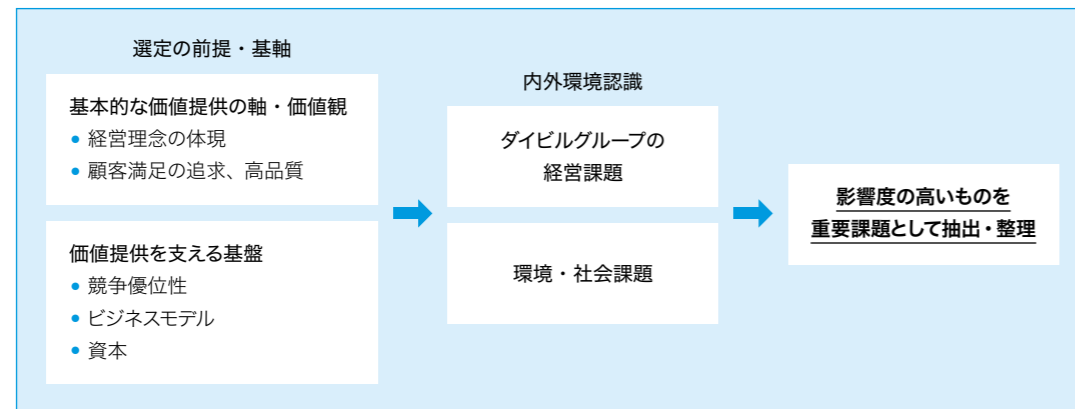 選定の前提・基軸
基本的な価値提供の軸・価値観
• 経営理念の体現
• 顧客満足の追求、高品質
価値提供を支える基盤
• 競争優位性
• ビジネスモデル
• 資本
内外環境認識
ダイビルグループの
経営課題
環境・社会課題
影響度の高いものを
重要課題として抽出・整理